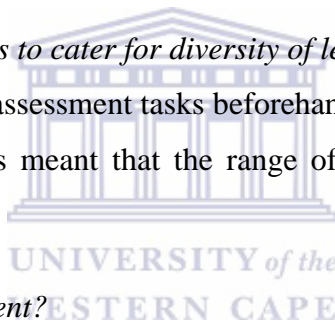 s to cater for diversity of le
assessment tasks beforehan
s meant that the range of
UNIVERSITY of the
ent?
WESTERN CAPE